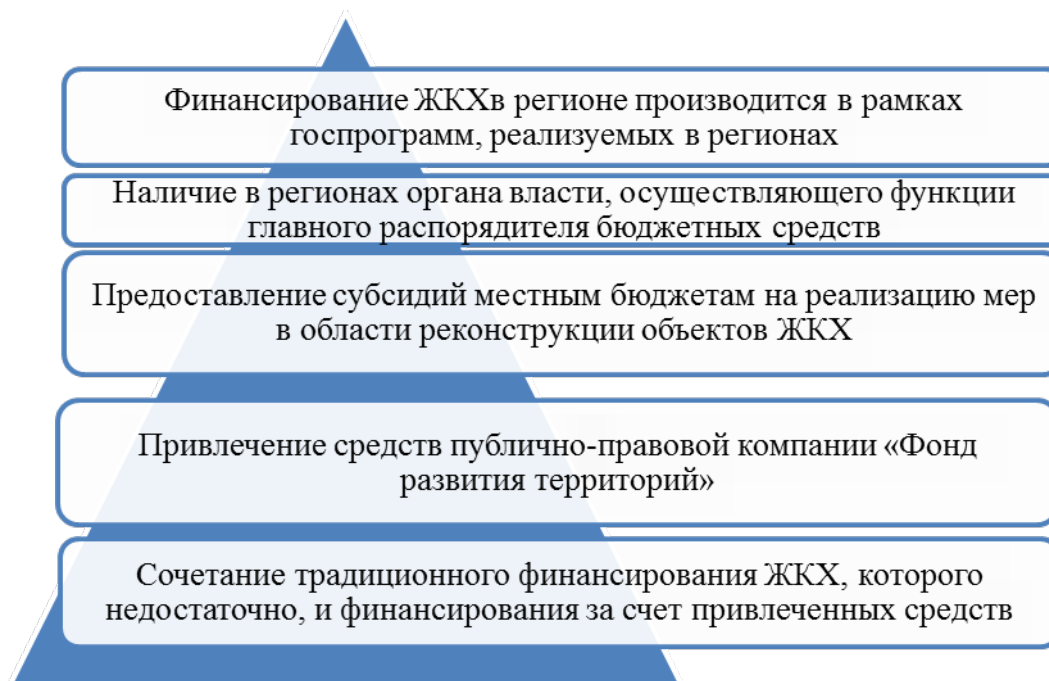 Финансирование ЖКХв регионе производится в рамках
госпрограмм, реализуемых в регионах
Наличие в регионах органа власти, осуществляющего функции
главного распорядителя бюджетных средств
Предоставление субсидий местным бюджетам на реализацию мер
в области реконструкции объектов ЖКХ
Привлечение средств публично-правовой компании «Фонд
развития территорий»
Сочетание традиционного финансирования ЖКХ, которого
недостаточно, и финансирования за счет привлеченных средств